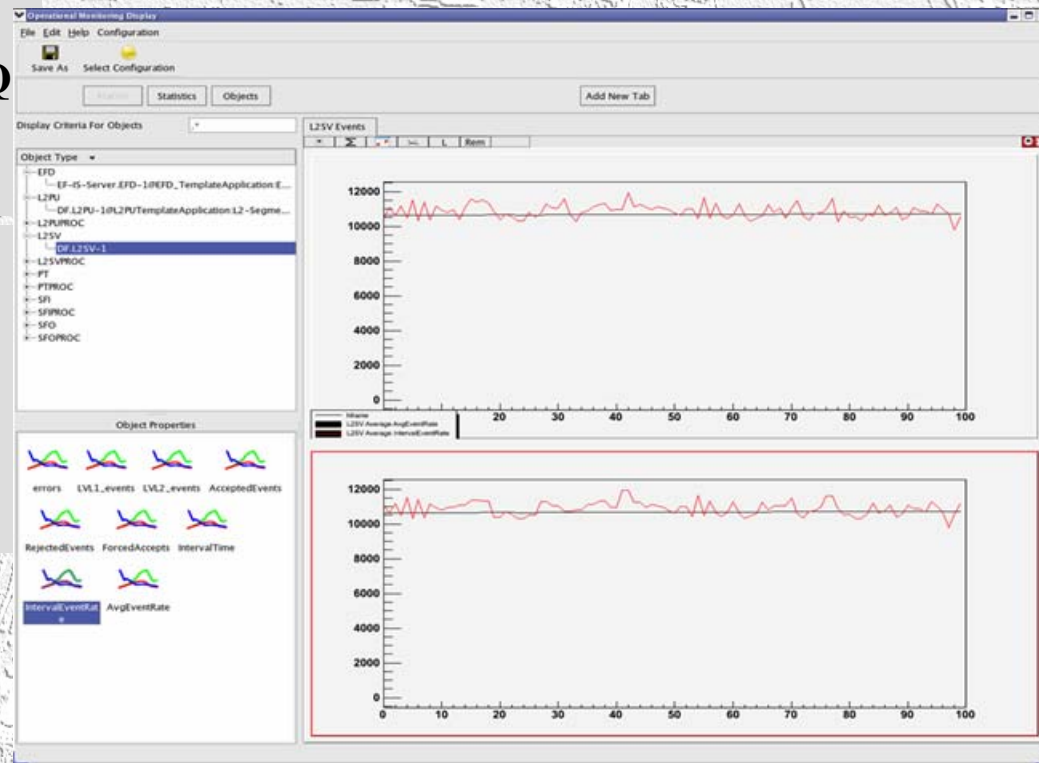 Operational Monitoring Display
File Edit Help Configuration
Save As Select Configuration
Statistics Objects Add New Tab
Display Criteria For Objects .*
L2SV Events
Σ L Rem
Object Type
EFD
EF-IS-Server.EFD-1@EFD_TemplateApplication:E...
L2PU
DF.L2PU-1@L2PUTemplateApplication:L2-Segme...
L2PUPROC
L2SV
DF.L2SV-1
L2SVPROC
PT
PTPROC
SFI
SFIPROC
SFO
SFOPROC
12000
10000
8000
6000
4000
2000
0
20 30 40 50 60 70 80 90 100
L2SV Average AvgEventRate
L2SV Average IntervalEventRate
Object Properties
errors LVL1_events LVL2_events AcceptedEvents
RejectedEvents ForcedAccepts IntervalTime
IntervalEventRat
e
AvgEventRate
12000
10000
8000
6000
4000
2000
0
0 10 20 30 40 50 60 70 80 90 100